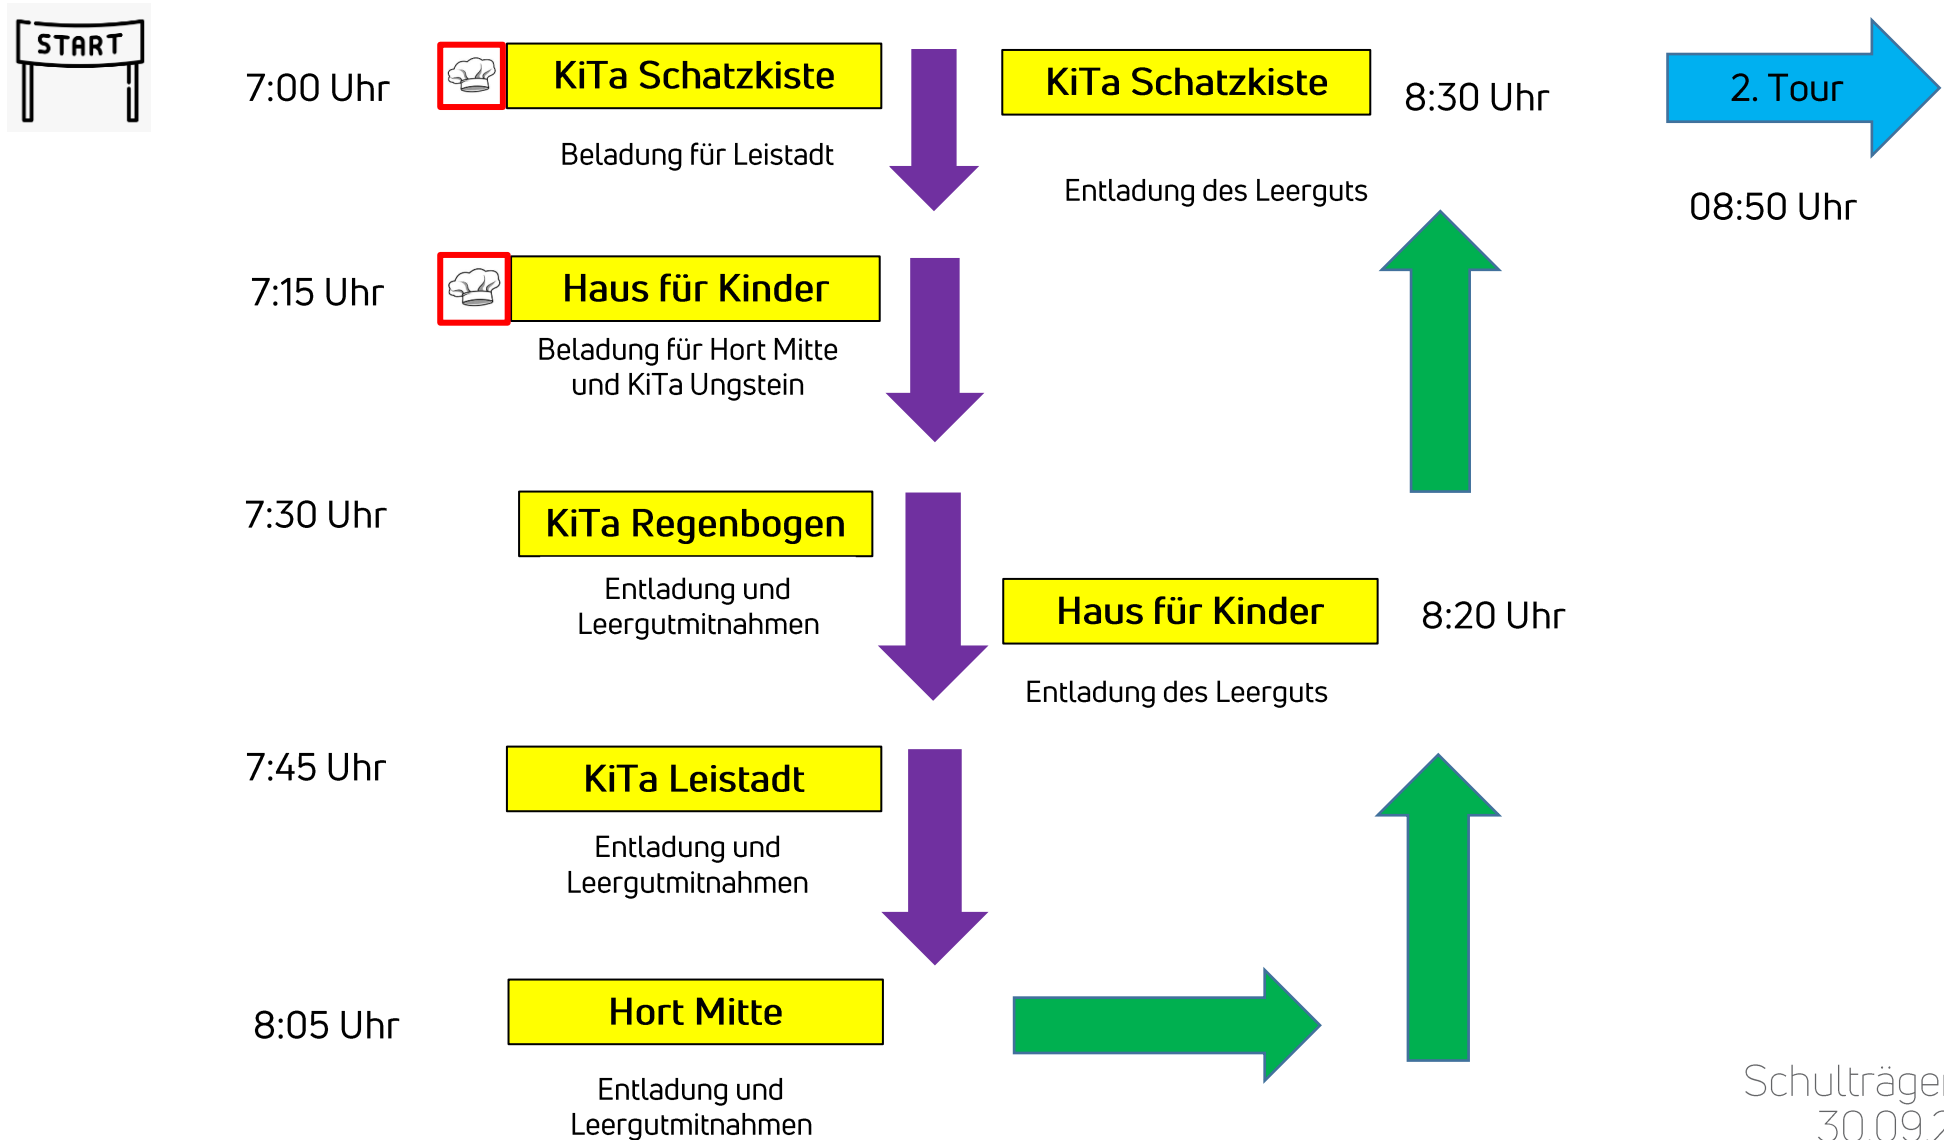 START
7:00 Uhr
KiTa Schatzkiste
Beladung für Leistadt
KiTa Schatzkiste
8:30 Uhr
Entladung des Leerguts
2. Tour
08:50 Uhr
7:15 Uhr
Haus für Kinder
Beladung für Hort Mitte
und KiTa Ungstein
7:30 Uhr
KiTa Regenbogen
Entladung und
Leergutmitnahmen
Haus für Kinder
8:20 Uhr
Entladung des Leerguts
7:45 Uhr
KiTa Leistadt
Entladung und
Leergutmitnahmen
8:05 Uhr
Hort Mitte
Entladung und
Leergutmitnahmen